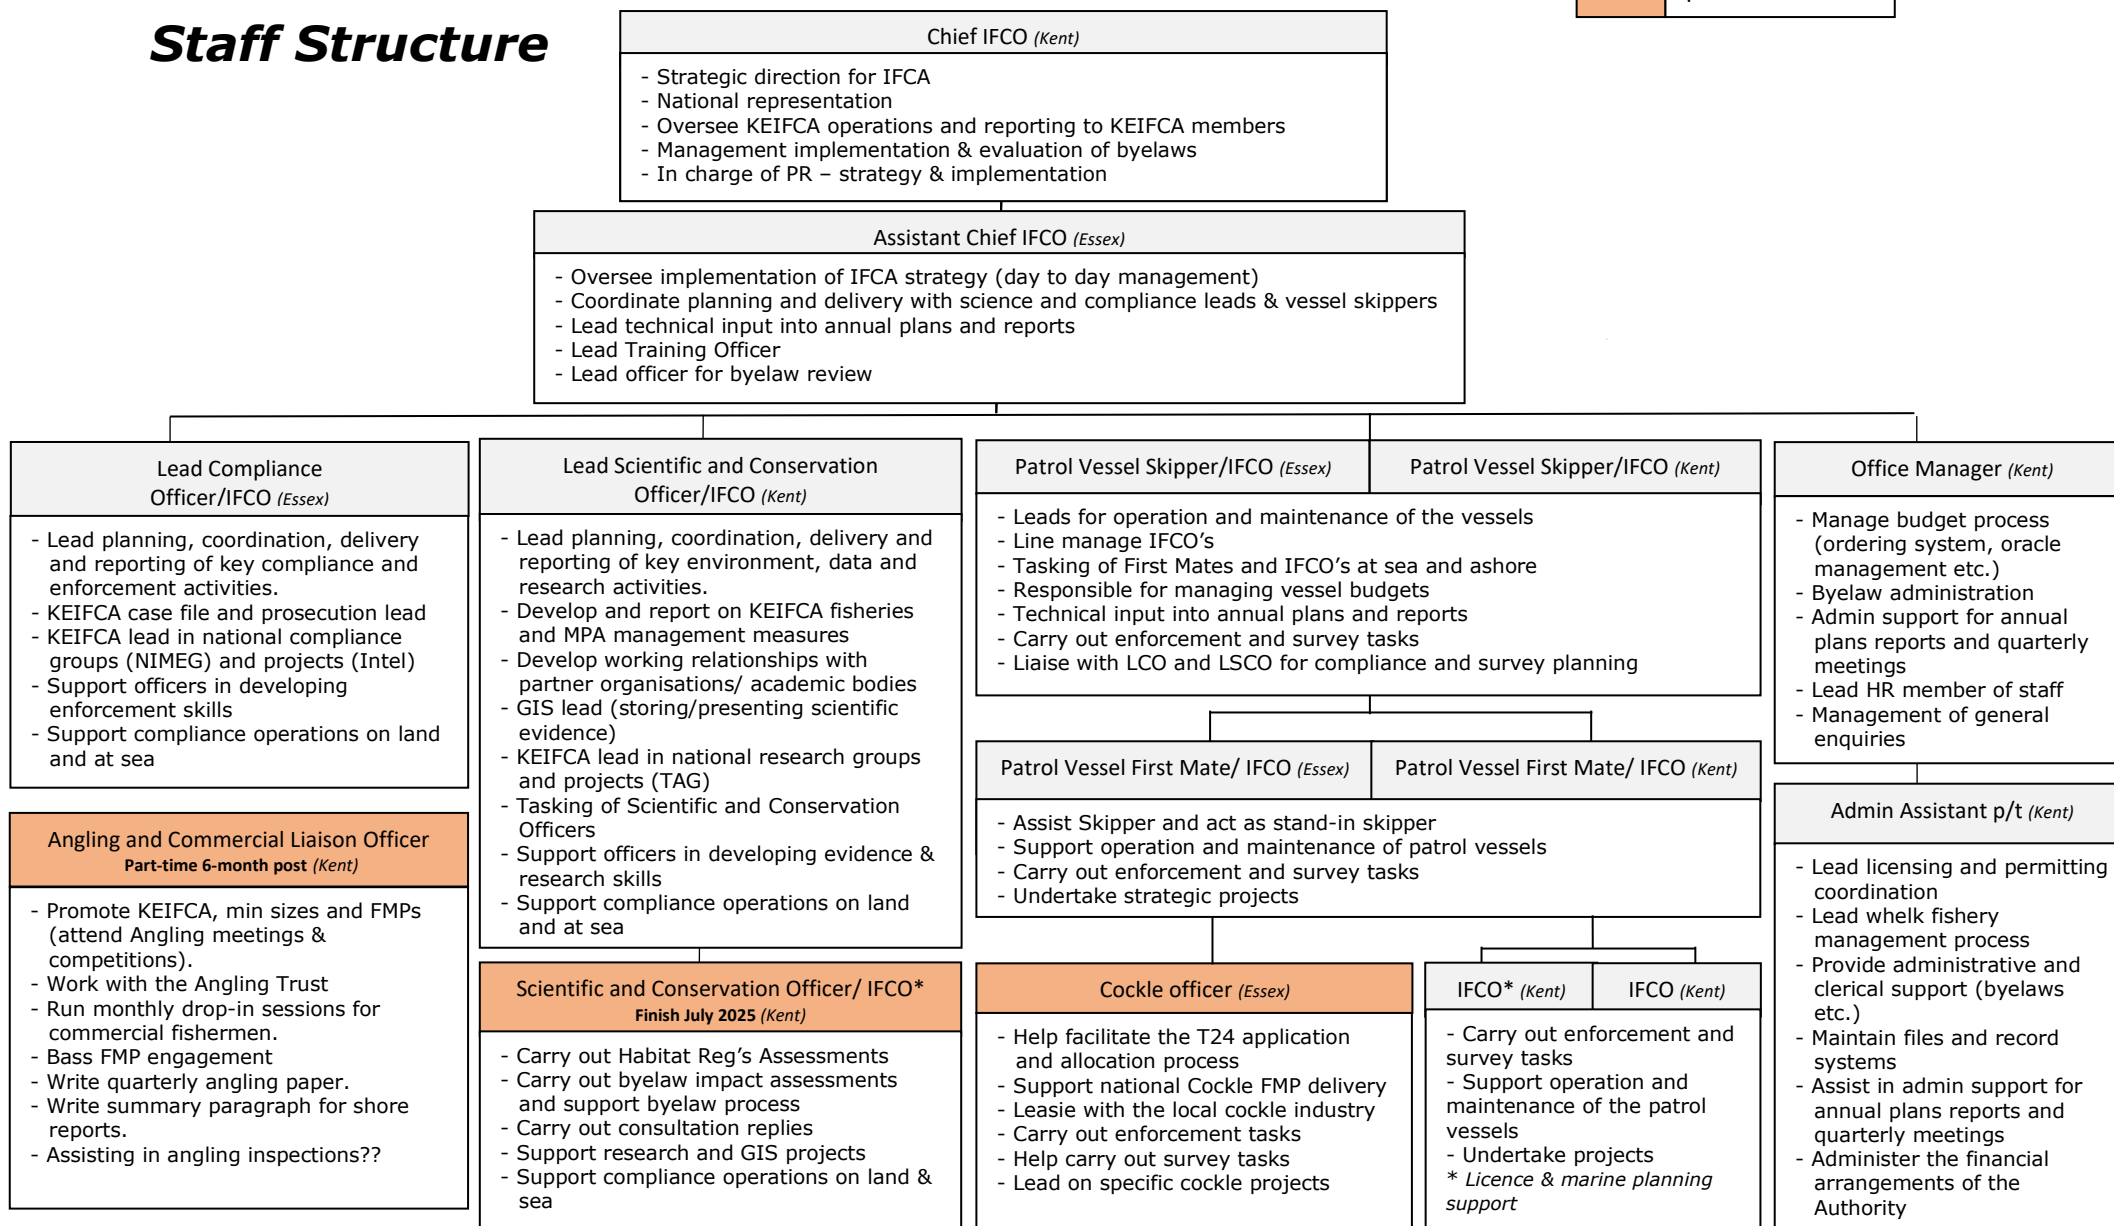 Staff Structure
Chief IFCO (Kent)
- Strategic direction for IFCA
- National representation
- Oversee KEIFCA operations and reporting to KEIFCA members
- Management implementation & evaluation of byelaws
- In charge of PR – strategy & implementation
Assistant Chief IFCO (Essex)
- Oversee implementation of IFCA strategy (day to day management)
- Coordinate planning and delivery with science and compliance leads & vessel skippers
- Lead technical input into annual plans and reports
- Lead Training Officer
- Lead officer for byelaw review
Lead Compliance
Officer/IFCO (Essex)
- Lead planning, coordination, delivery
and reporting of key compliance and
enforcement activities.
- KEIFCA case file and prosecution lead
- KEIFCA lead in national compliance
groups (NIMEG) and projects (Intel)
- Support officers in developing
enforcement skills
- Support compliance operations on land
and at sea
Angling and Commercial Liaison Officer
Part-time 6-month post (Kent)
- Promote KEIFCA, min sizes and FMPs
(attend Angling meetings &
competitions).
- Work with the Angling Trust
- Run monthly drop-in sessions for
commercial fishermen.
- Bass FMP engagement
- Write quarterly angling paper.
- Write summary paragraph for shore
reports.
- Assisting in angling inspections??
Lead Scientific and Conservation
Officer/IFCO (Kent)
- Lead planning, coordination, delivery and
reporting of key environment, data and
research activities.
- Develop and report on KEIFCA fisheries
and MPA management measures
- Develop working relationships with
partner organisations/ academic bodies
- GIS lead (storing/presenting scientific
evidence)
- KEIFCA lead in national research groups
and projects (TAG)
- Tasking of Scientific and Conservation
Officers
- Support officers in developing evidence &
research skills
- Support compliance operations on land
and at sea
Scientific and Conservation Officer/ IFCO*
Finish July 2025 (Kent)
- Carry out Habitat Reg's Assessments
- Carry out byelaw impact assessments
and support byelaw process
- Carry out consultation replies
- Support research and GIS projects
- Support compliance operations on land &
sea
Patrol Vessel Skipper/IFCO (Essex)
Patrol Vessel Skipper/IFCO (Kent)
- Leads for operation and maintenance of the vessels
- Line manage IFCO's
- Tasking of First Mates and IFCO's at sea and ashore
- Responsible for managing vessel budgets
- Technical input into annual plans and reports
- Carry out enforcement and survey tasks
- Liaise with LCO and LSCO for compliance and survey planning
Patrol Vessel First Mate/ IFCO (Essex)
Patrol Vessel First Mate/ IFCO (Kent)
- Assist Skipper and act as stand-in skipper
- Support operation and maintenance of patrol vessels
- Carry out enforcement and survey tasks
- Undertake strategic projects
Cockle officer (Essex)
- Help facilitate the T24 application
and allocation process
- Support national Cockle FMP delivery
- Leasie with the local cockle industry
- Carry out enforcement tasks
- Help carry out survey tasks
- Lead on specific cockle projects
IFCO* (Kent)
IFCO (Kent)
- Carry out enforcement and
survey tasks
- Support operation and
maintenance of the patrol
vessels
- Undertake projects
* Licence & marine planning
support
Office Manager (Kent)
- Manage budget process
(ordering system, oracle
management etc.)
- Byelaw administration
- Admin support for annual
plans reports and quarterly
meetings
- Lead HR member of staff
- Management of general
enquiries
Admin Assistant p/t (Kent)
- Lead licensing and permitting
coordination
- Lead whelk fishery
management process
- Provide administrative and
clerical support (byelaws
etc.)
- Maintain files and record
systems
- Assist in admin support for
annual plans reports and
quarterly meetings
- Administer the financial
arrangements of the
Authority